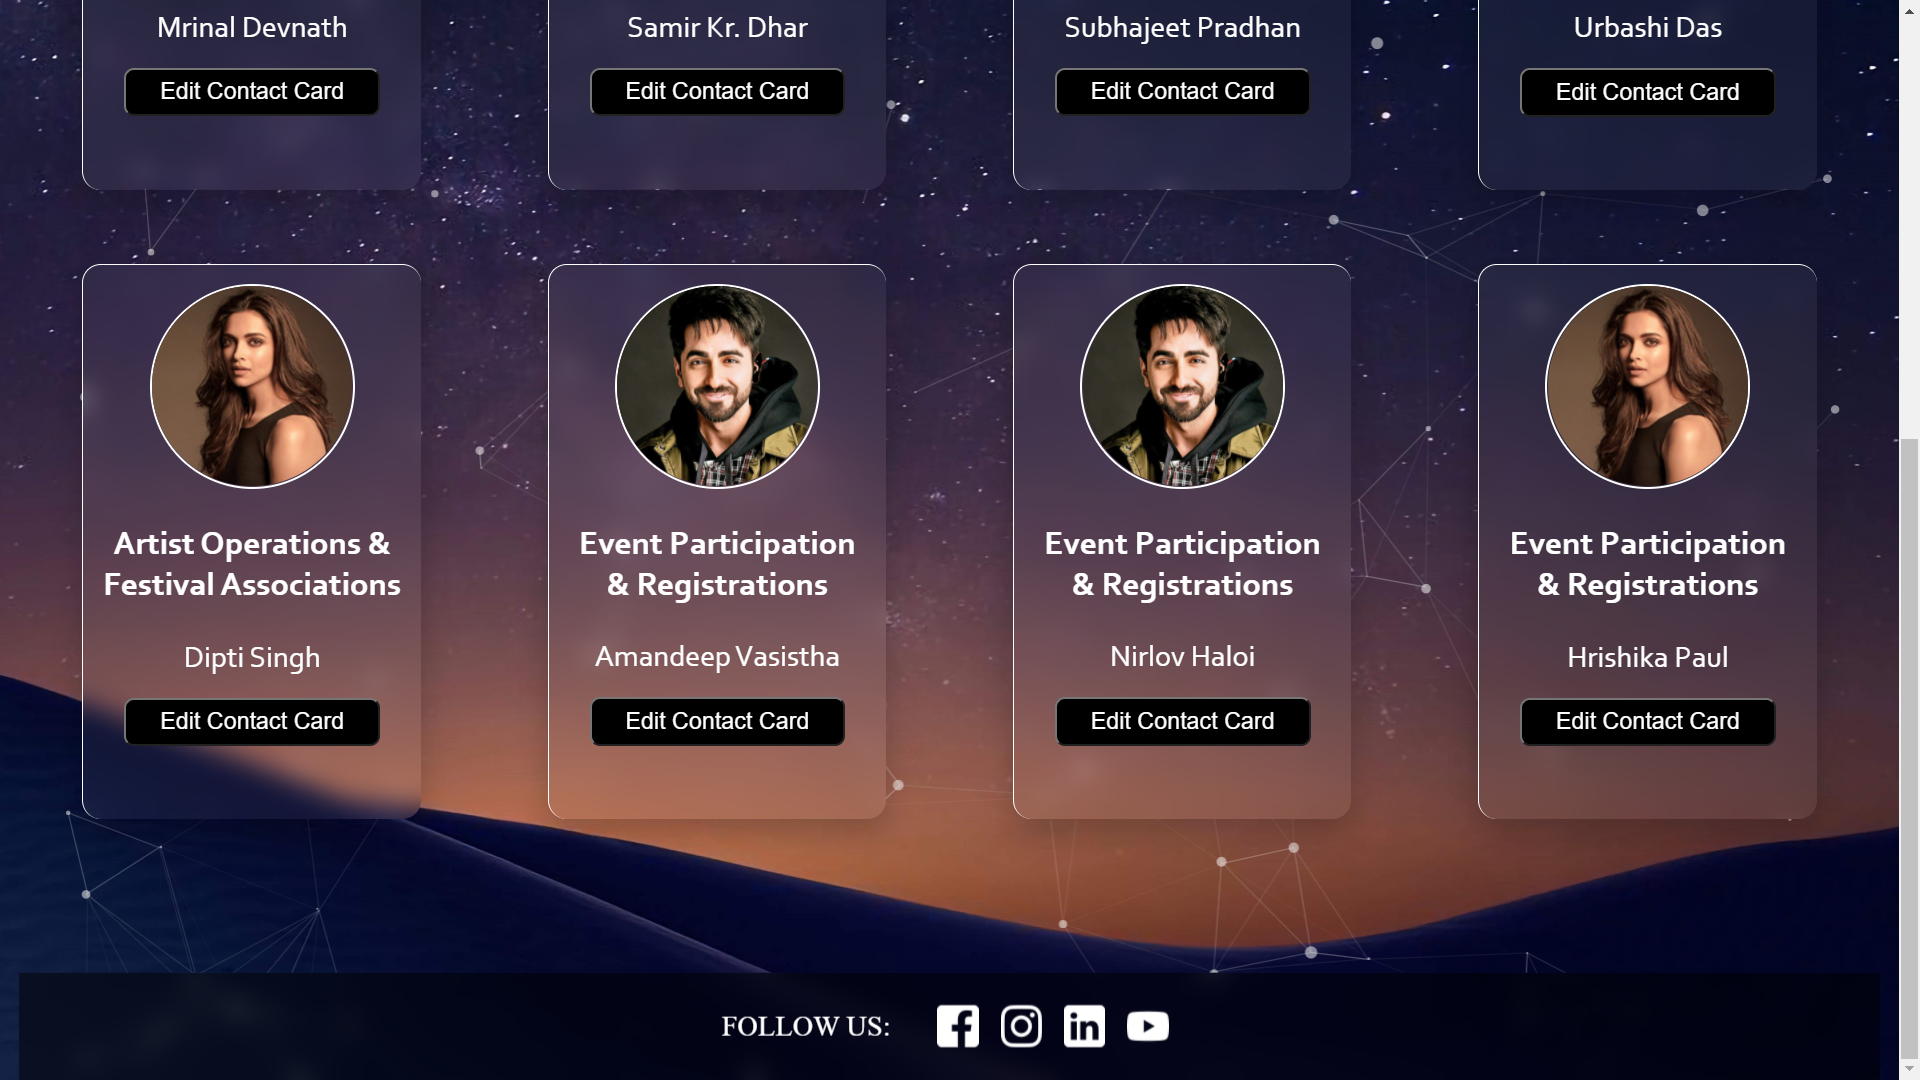 Mrinal Devnath
Samir Kr. Dhar
Subhajeet Pradhan
Urbashi Das
Edit Contact Card
Edit Contact Card
Edit Contact Card
Edit Contact Card
Artist Operations &
Festival Associations
Dipti Singh
Edit Contact Card
Event Participation
& Registrations
Amandeep Vasistha
Edit Contact Card
Event Participation
& Registrations
Nirlov Haloi
Edit Contact Card
Event Participation
& Registrations
Hrishika Paul
Edit Contact Card
FOLLOW US: